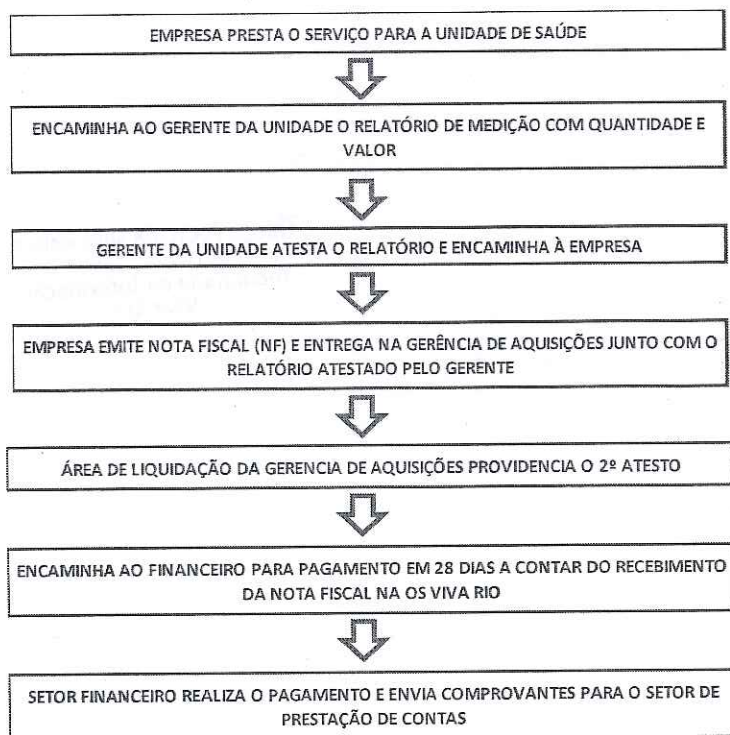 EMPRESA PRESTA O SERVIÇO PARA A UNIDADE DE SAÚDE
ENCAMINHA AO GERENTE DA UNIDADE O RELATÓRIO DE MEDIÇÃO COM QUANTIDADE E
VALOR
GERENTE DA UNIDADE ATESTA O RELATÓRIO E ENCAMINHA À EMPRESA
EMPRESA EMITE NOTA FISCAL (NF) E ENTREGA NA GERÊNCIA DE AQUISIÇÕES JUNTO COM O
RELATÓRIO ATESTADO PELO GERENTE
ÁREA DE LIQUIDAÇÃO DA GERENCIA DE AQUISIÇÕES PROVIDENCIA O 2º ATESTO
ENCAMINHA AO FINANCEIRO PARA PAGAMENTO EM 28 DIAS A CONTAR DO RECEBIMENTO
DA NOTA FISCAL NA OS VIVA RIO
SETOR FINANCEIRO REALIZA O PAGAMENTO E ENVIA COMPROVANTES PARA O SETOR DE
PRESTAÇÃO DE CONTAS